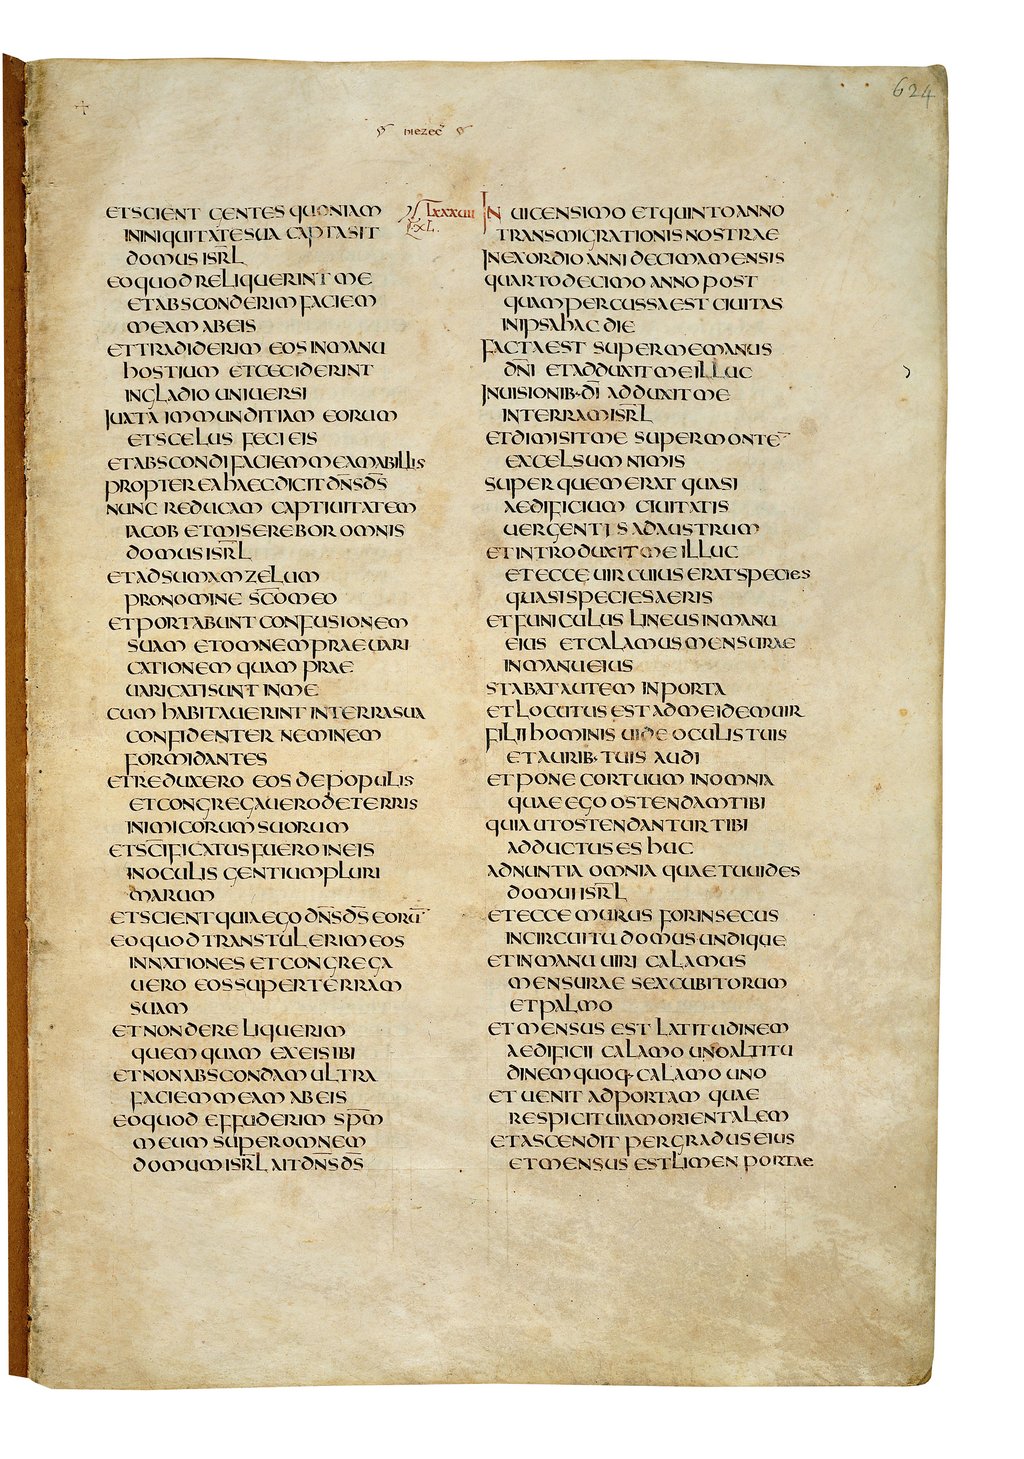 624
hiezec
ET SCIENT GENTES QUONIAM
IN INIQUITATE SUA CAPTA SIT
DOMUS ISRL
EO QUOD RELIQUERINT ME
ET ABSCONDERIM FACIEM
MEAM AB EIS
ET TRADIDERIM EOS IN MANU
HOSTIUM ET CECIDERINT
IN GLADIO UNIUERSI
IUXTA IMMUNDITIAM EORUM
ET SCELUS FECI EIS
ET ABSCONDI FACIEM MEAM AB ILLIS
PROPTEREA HAEC DICIT DNS DS
NUNC REDUCAM CAPTIUITATEM
IACOB ET MISEREBOR OMNIS
DOMUS ISRL
ET ADSUMAM ZELUM
PRO NOMINE SCO MEO
ET PORTABUNT CONFUSIONEM
SUAM ET OMNEM PRAEUARI
CATIONEM QUAM PRAE
UARICATI SUNT IN ME
CUM HABITAUERINT IN TERRA SUA
CONFIDENTER NEMINEM
FORMIDANTES
ET REDUXERO EOS DE POPULIS
ET CONGREGAUERO DE TERRIS
INIMICORUM SUORUM
ET SCIFICATUS FUERO IN EIS
IN OCULIS GENTIUM PLURI
MARUM
ET SCIENT QUIA EGO DNS DS EORU
EO QUOD TRANSTULERIM EOS
IN NATIONES ET CONGREGA
UERO EOS SUPER TERRAM
SUAM
ET NON DERELIQUERIM
QUEMQUAM EX EIS IBI
ET NON ABSCONDAM ULTRA
FACIEM MEAM AB EIS
EO QUOD EFFUDERIM SPM
MEUM SUPER OMNEM
DOMUM ISRL AIT DNS DS
LXXXIII IN UICENSIMO ET QUINTO ANNO
TRANSMIGRATIONIS NOSTRAE
IN EXORDIO ANNI DECIMA MENSIS
QUARTODECIMO ANNO POST
QUAM PERCUSSA EST CIUITAS
IN IPSA HAC DIE
FACTA EST SUPER ME MANUS
DNI ET ADDUXIT ME ILLUC
IN UISIONIB· DI ADDUXIT ME
IN TERRAM ISRL
ET DIMISIT ME SUPER MONTE
EXCELSUM NIMIS
SUPER QUEM ERAT QUASI
AEDIFICIUM CIUITATIS
UERGENTIS AD AUSTRUM
ET INTRODUXIT ME ILLUC
ET ECCE UIR CUIUS ERAT SPECIES
QUASI SPECIES AERIS
ET FUNICULUS LINEUS IN MANU
EIUS ET CALAMUS MENSURAE
IN MANU EIUS
STABAT AUTEM IN PORTA
ET LOCUTUS EST AD ME IDEM UIR
FILII HOMINIS UIDE OCULIS TUIS
ET AURIB· TUIS AUDI
ET PONE COR TUUM IN OMNIA
QUAE EGO OSTENDAM TIBI
QUIA UT OSTENDANTUR TIBI
ADDUCTUS ES HUC
ADNUNTIA OMNIA QUAE TU UIDES
DOMUI ISRL
ET ECCE MURUS FORINSECUS
IN CIRCUITU DOMUS UNDIQUE
ET IN MANU UIRI CALAMUS
MENSURAE SEX CUBITORUM
ET PALMO
ET MENSUS EST LATITUDINEM
AEDIFICII CALAMO UNO ALTITU
DINEM QUOQ· CALAMO UNO
ET UENIT AD PORTAM QUAE
RESPICIT UIAM ORIENTALEM
ET ASCENDIT PER GRADUS EIUS
ET MENSUS EST LIMEN PORTAE